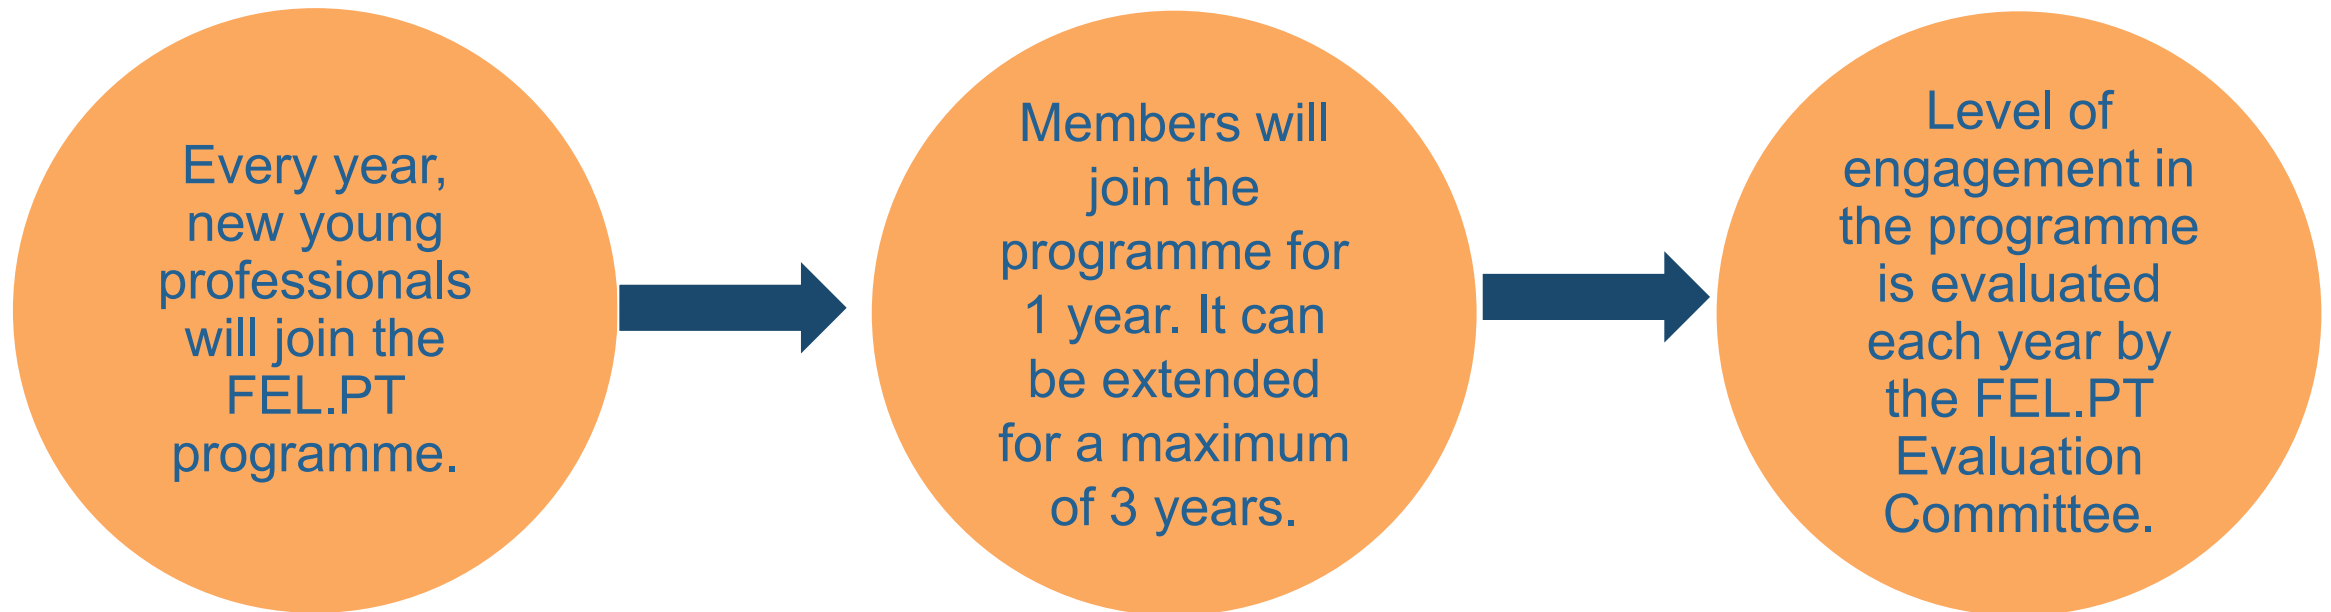 Every year,
new young
professionals
will join the
FEL.PT
programme.
Members will
join the
programme for
1 year. It can
be extended
for a maximum
of 3 years.
Level of
engagement in
the programme
is evaluated
each year by
the FEL.PT
Evaluation
Committee.